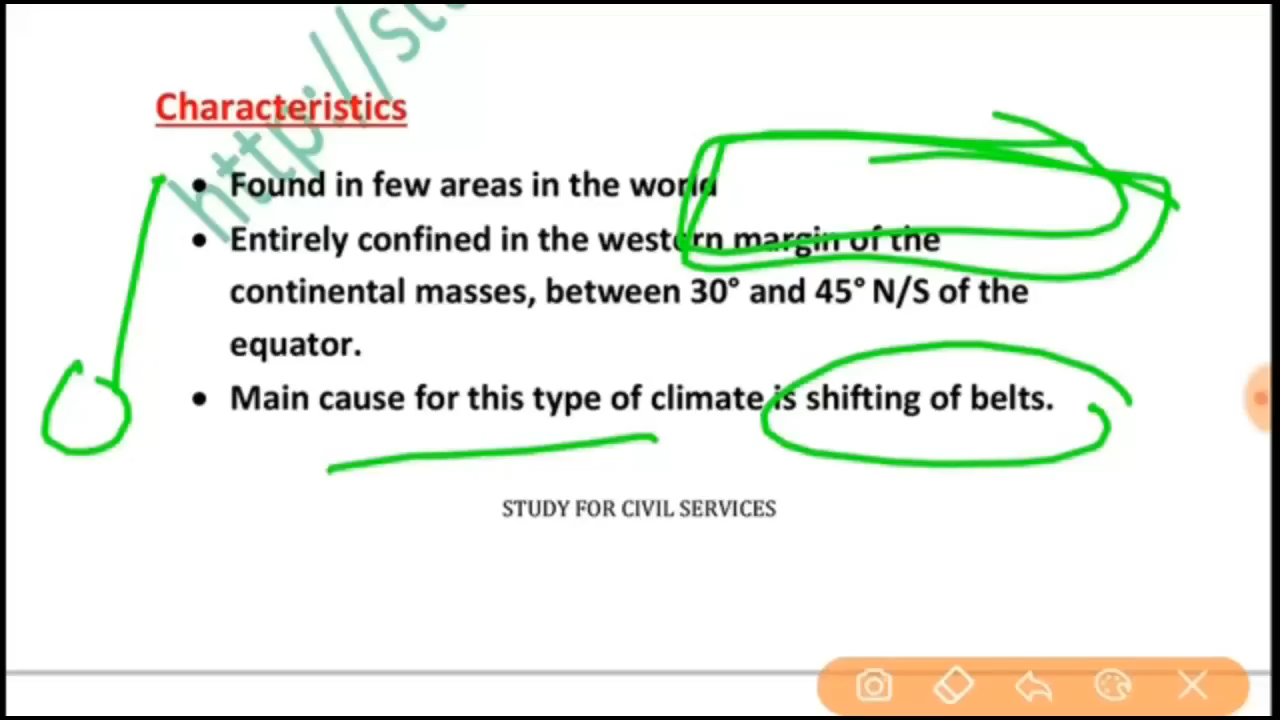 http://st
Characteristics
• Found in few areas in the world
• Entirely confined in the western margin of the
continental masses, between 30° and 45° N/S of the
equator.
• Main cause for this type of climate is shifting of belts.
STUDY FOR CIVIL SERVICES